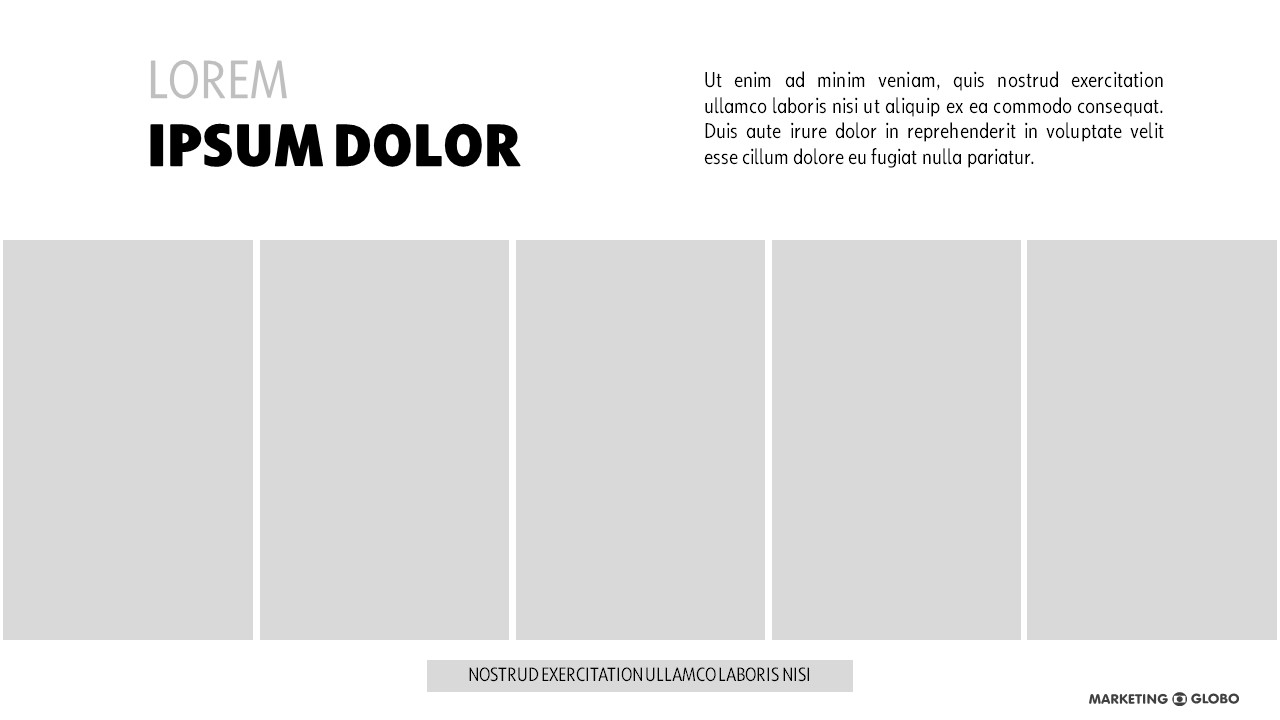 LOREM
IPSUM DOLOR
Ut enim ad minim veniam, quis nostrud exercitation
ullamco laboris nisi ut aliquip ex ea commodo consequat.
Duis aute irure dolor in reprehenderit in voluptate velit
esse cillum dolore eu fugiat nulla pariatur.
NOSTRUD EXERCITATION ULLAMCO LABORIS NISI
MARKETING GLOBO